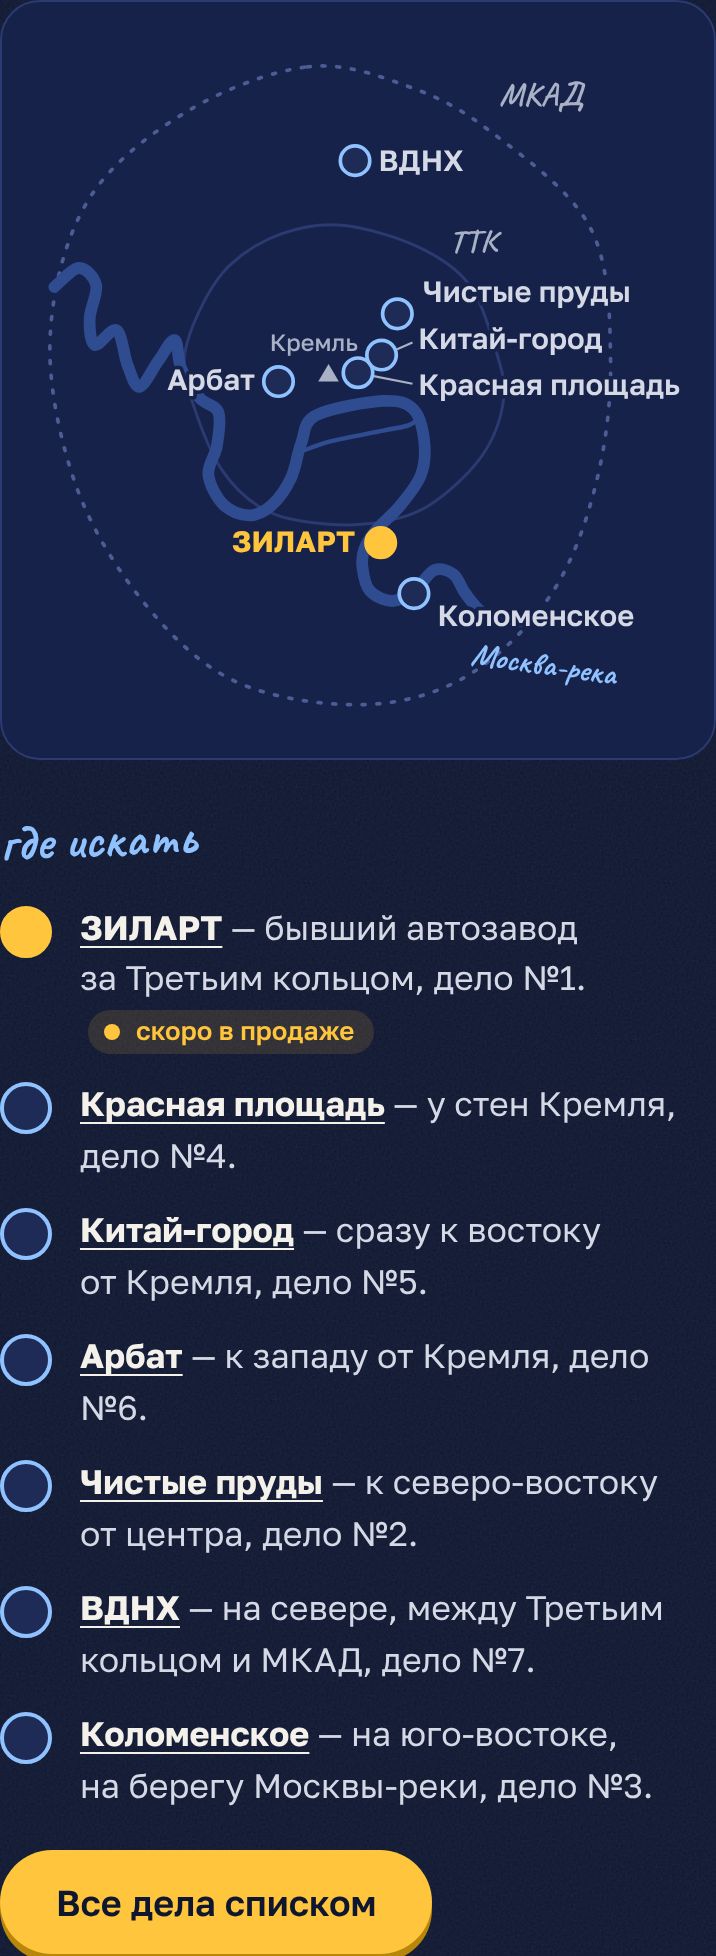 МКАД
ВДНХ
ТТК
Чистые пруды
Китай-город
Кремль
Арбат
Красная площадь
ЗИЛАРТ
Коломенское
Москва-река
где искать
ЗИЛАРТ — бывший автозавод
за Третьим кольцом, дело №1.
скоро в продаже
Красная площадь — у стен Кремля,
дело №4.
Китай-город — сразу к востоку
от Кремля, дело №5.
Арбат — к западу от Кремля, дело
№6.
Чистые пруды — к северо-востоку
от центра, дело №2.
ВДНХ — на севере, между Третьим
кольцом и МКАД, дело №7.
Коломенское — на юго-востоке,
на берегу Москвы-реки, дело №3.
Все дела списком